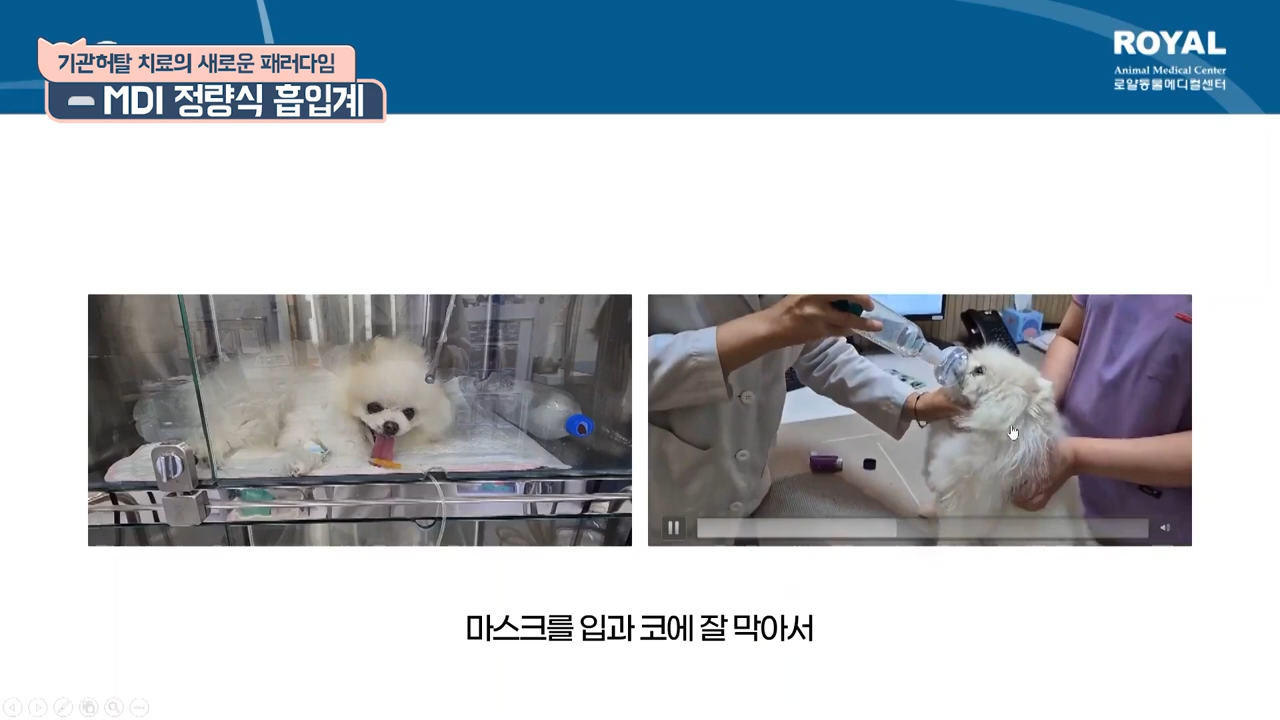 기관허탈 치료의 새로운 패러다임
MDI 정량식 흡입계
ROYAL
Animal Medical Center
로얄동물메디컬센터
마스크를 입과 코에 잘 막아서